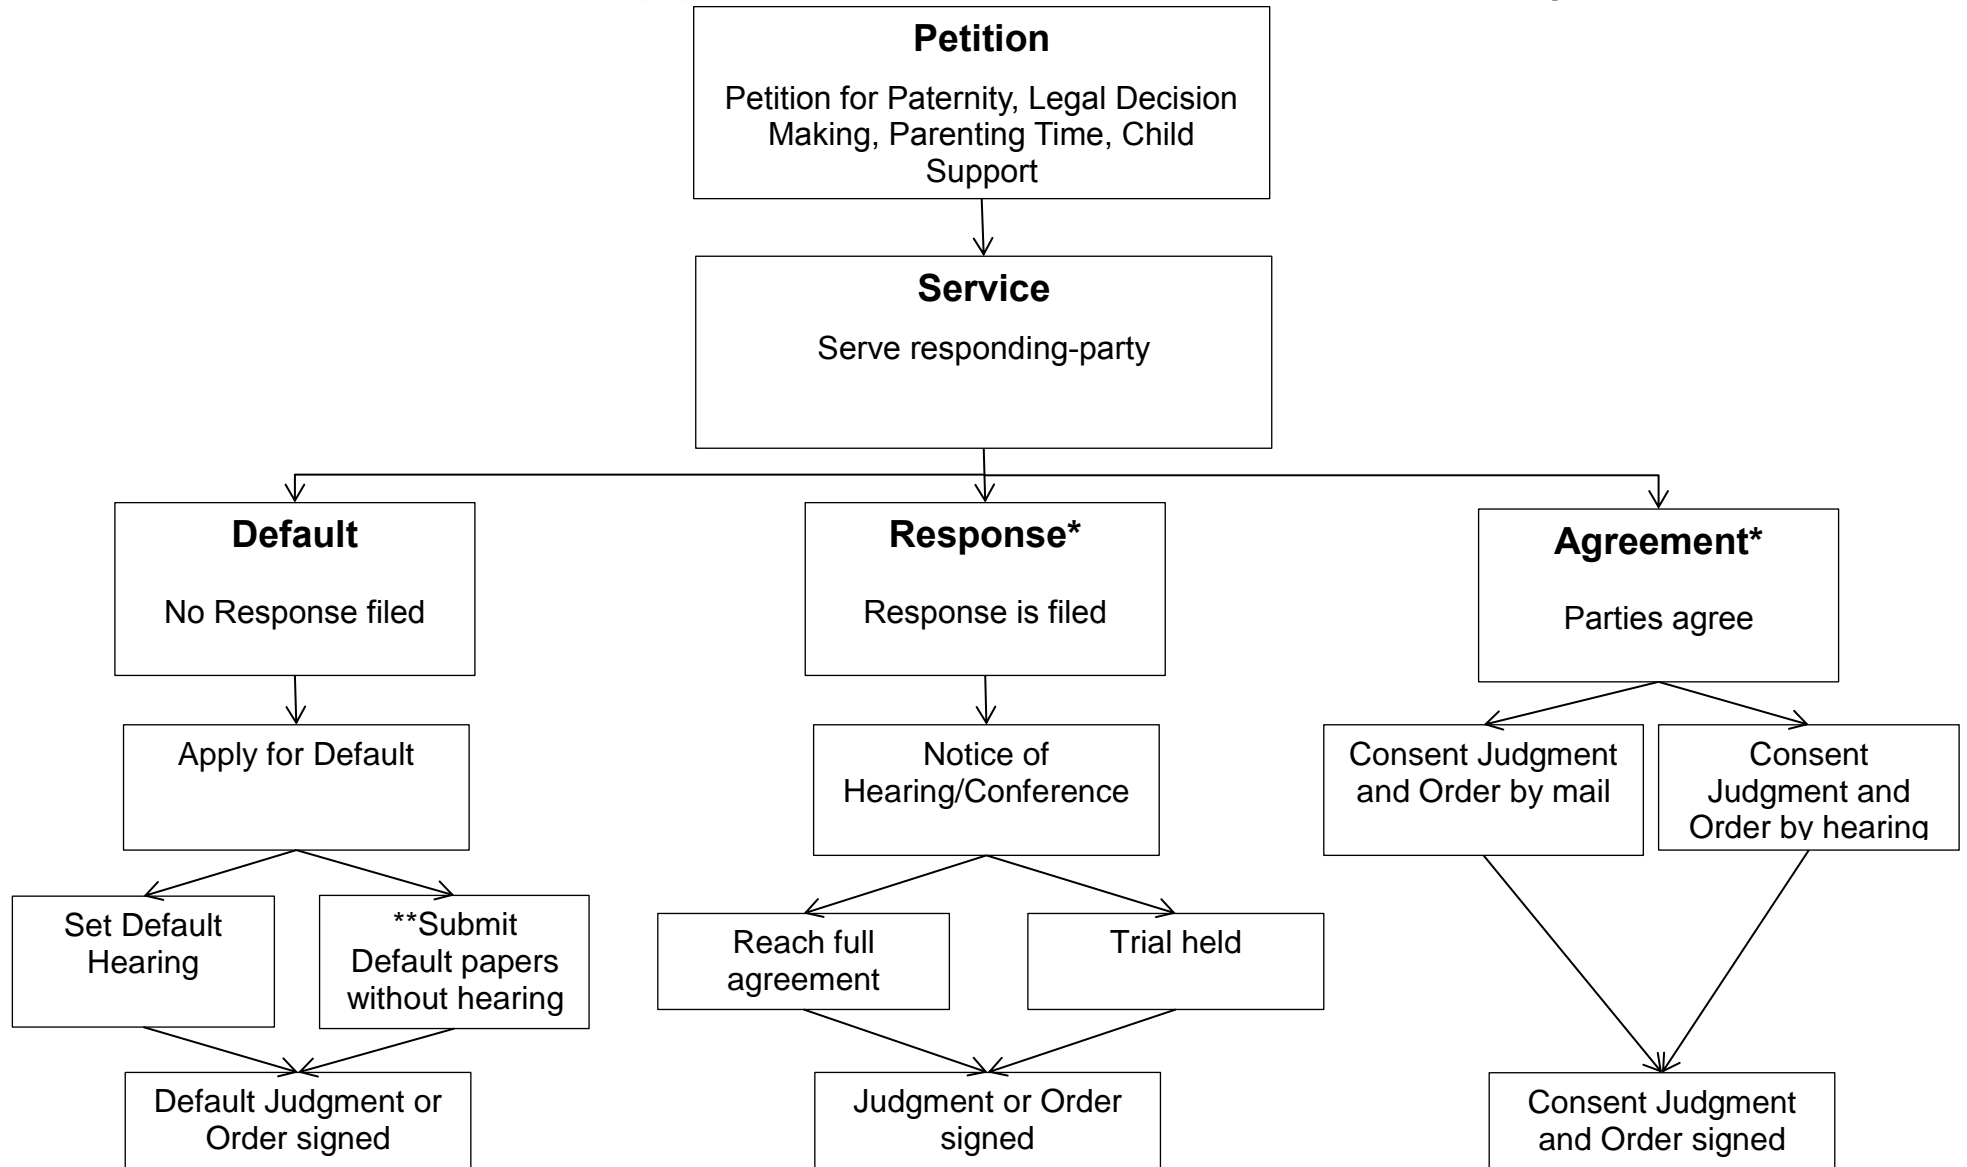 Petition
Petition for Paternity, Legal Decision
Making, Parenting Time, Child
Support
Service
Serve responding-party
Default
No Response filed
Response*
Response is filed
Agreement*
Parties agree
Apply for Default
Notice of
Hearing/Conference
Consent Judgment
and Order by mail
Consent
Judgment and
Order by hearing
Set Default
Hearing
**Submit
Default papers
without hearing
Reach full
agreement
Trial held
Default Judgment or
Order signed
Judgment or Order
signed
Consent Judgment
and Order signed